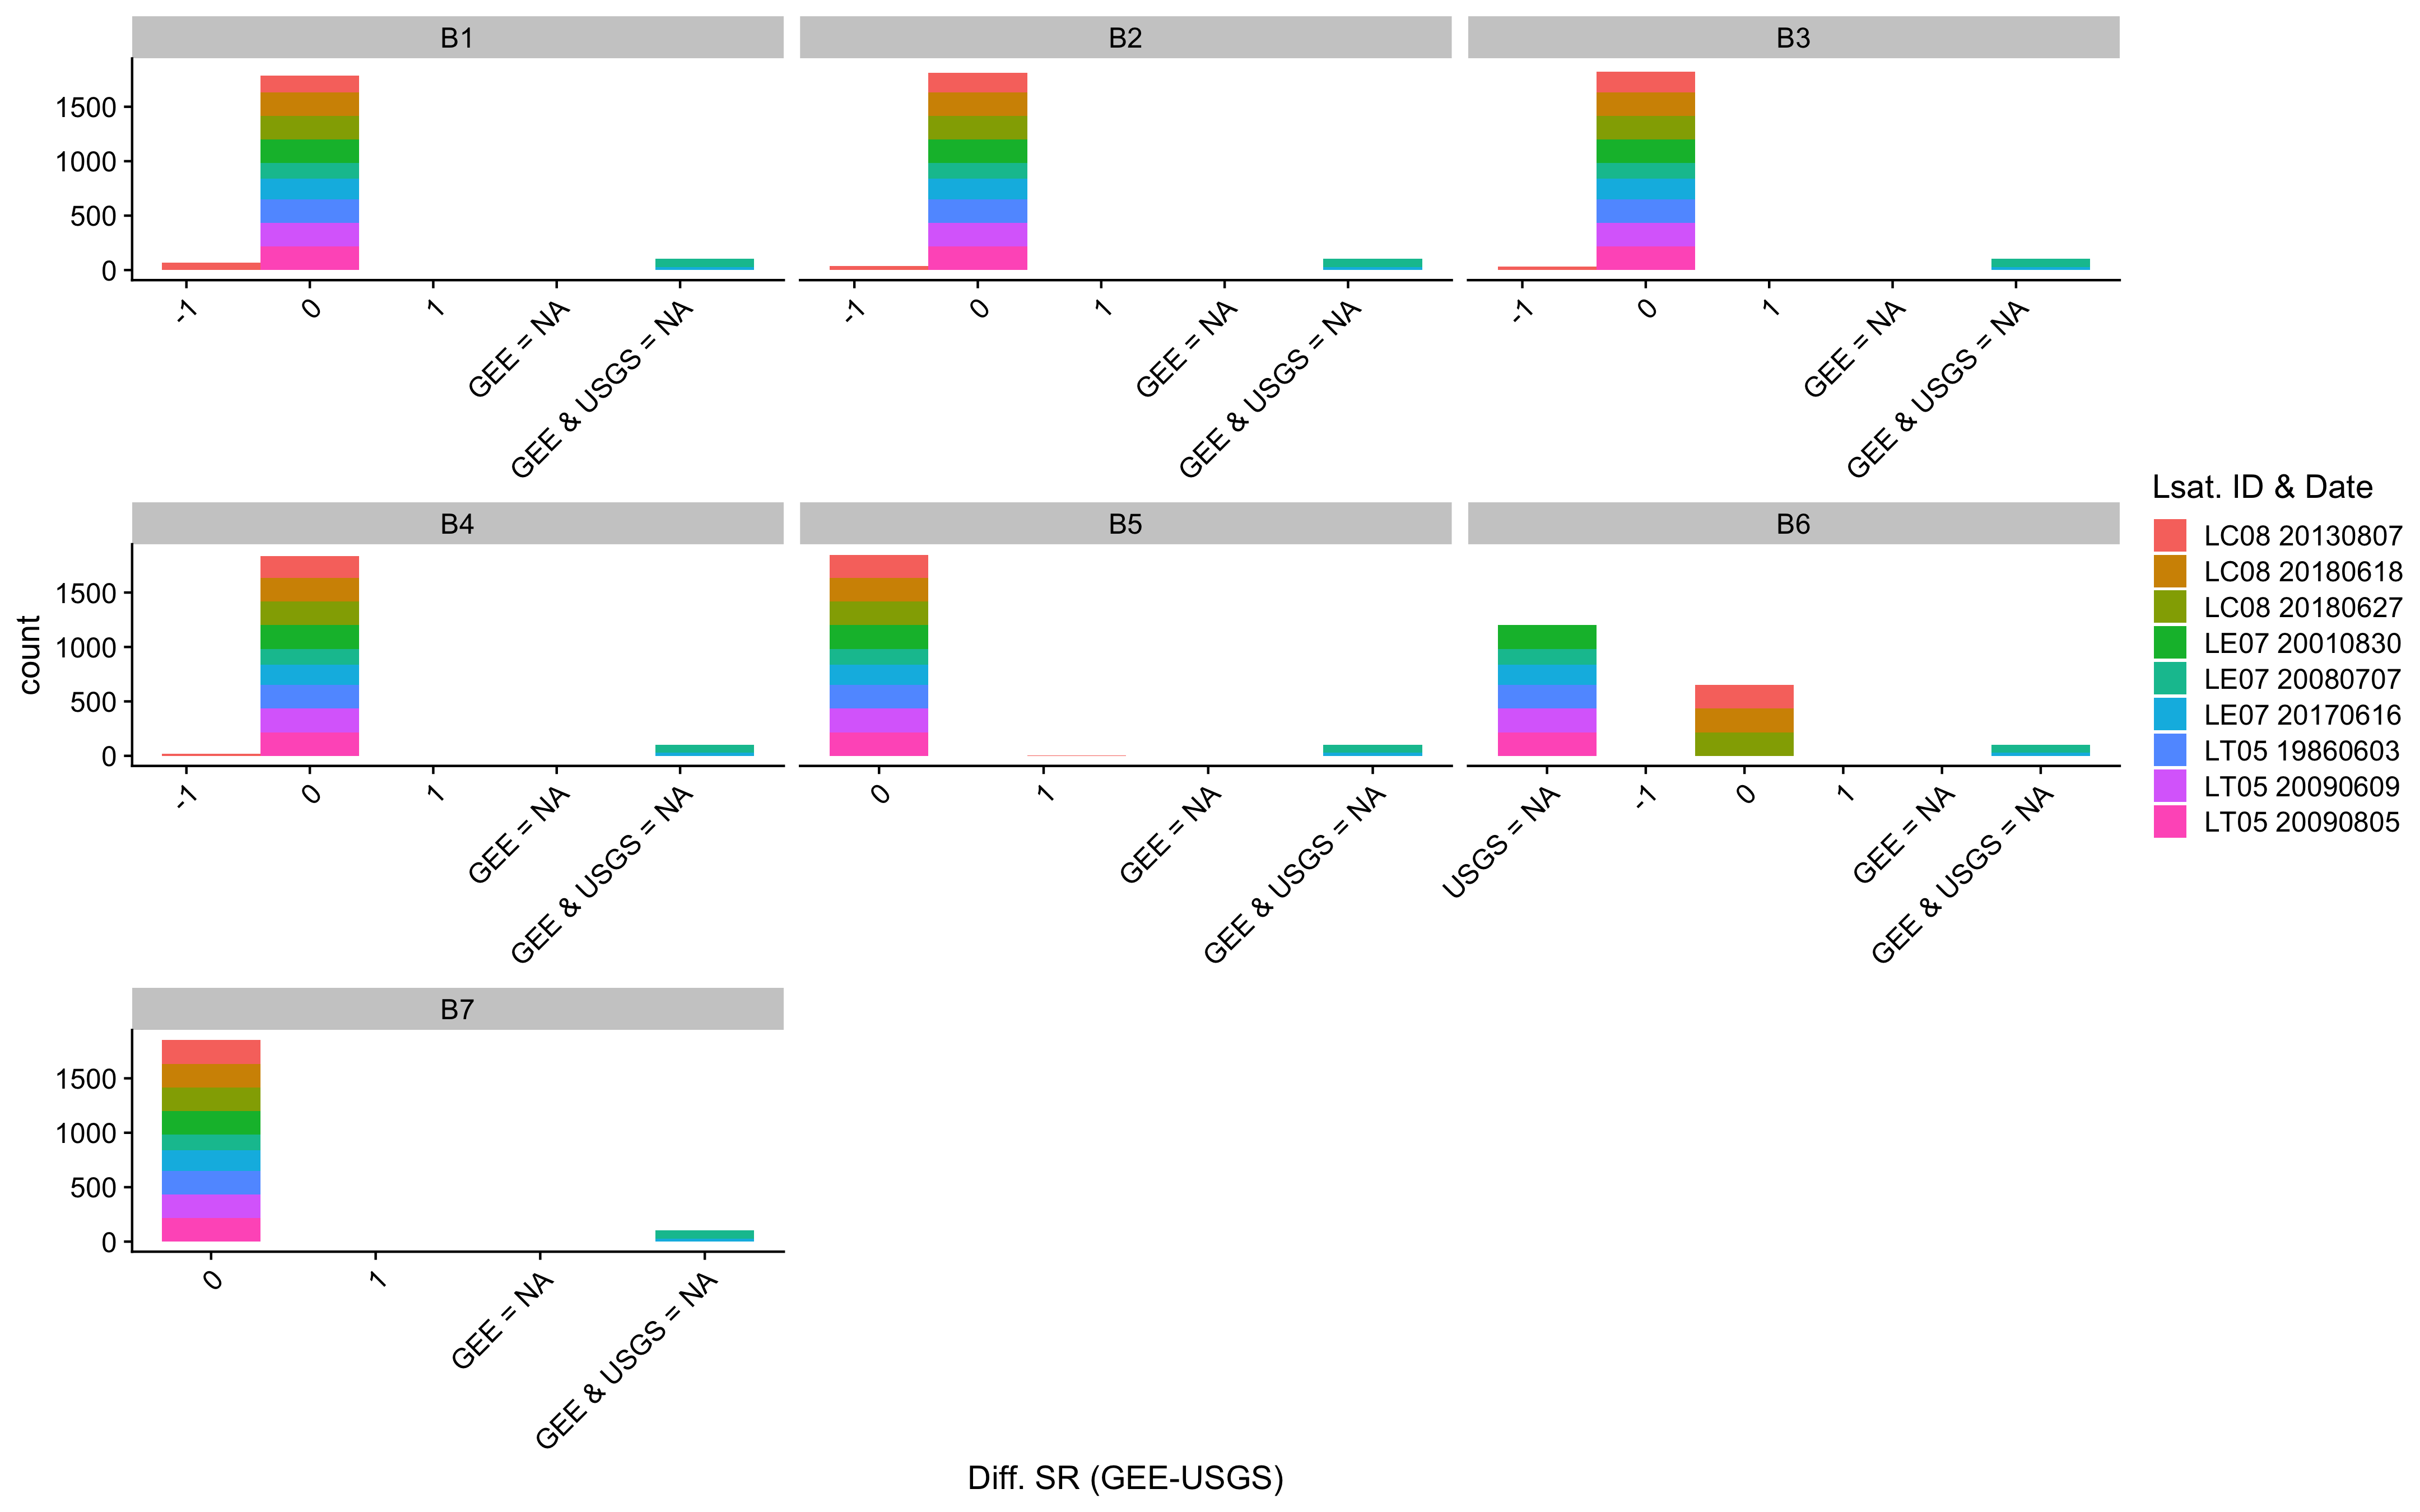 B1 B2 B3
1500
1000
500
0
-1 0 1 GEE = NA GEE & USGS = NA
-1 0 1 GEE = NA GEE & USGS = NA
-1 0 1 GEE = NA GEE & USGS = NA
B4 B5 B6
count
1500
1000
500
0
-1 0 1 GEE = NA GEE & USGS = NA
0 1 GEE = NA GEE & USGS = NA
USGS = NA -1 0 1 GEE = NA GEE & USGS = NA
Lsat. ID & Date
LC08 20130807
LC08 20180618
LC08 20180627
LE07 20010830
LE07 20080707
LE07 20170616
LT05 19860603
LT05 20090609
LT05 20090805
B7
1500
1000
500
0
0 1 GEE = NA GEE & USGS = NA
Diff. SR (GEE-USGS)